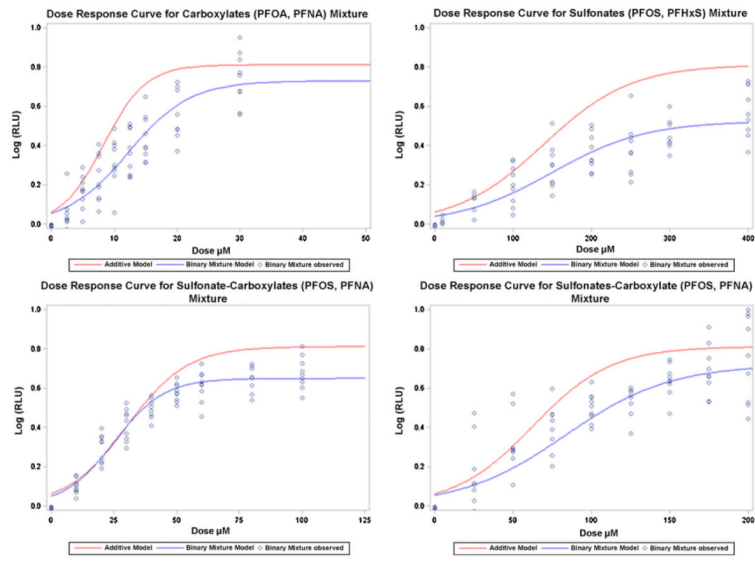 Dose Response Curve for Carboxylates (PFOA, PFNA) Mixture
1.0
0.8
0.6
0.4
0.2
0.0
Log (RLU)
0
10
20
30
40
50
Dose µM
Additive Model
Binary Mixture Model
Binary Mixture observed
Dose Response Curve for Sulfonates (PFOS, PFHxS) Mixture
1.0
0.8
0.6
0.4
0.2
0.0
Log (RLU)
0
100
200
300
400
Dose µM
Additive Model
Binary Mixture Model
Binary Mixture observed
Dose Response Curve for Sulfonate-Carboxylates (PFOS, PFNA)
Mixture
1.0
0.8
0.6
0.4
0.2
0.0
Log (RLU)
0
25
50
75
100
125
Dose µM
Additive Model
Binary Mixture Model
Binary Mixture observed
Dose Response Curve for Sulfonates-Carboxylate (PFOS, PFNA)
Mixture
1.0
0.8
0.6
0.4
0.2
0.0
Log (RLU)
0
50
100
150
200
Dose µM
Additive Model
Binary Mixture Model
Binary Mixture observed